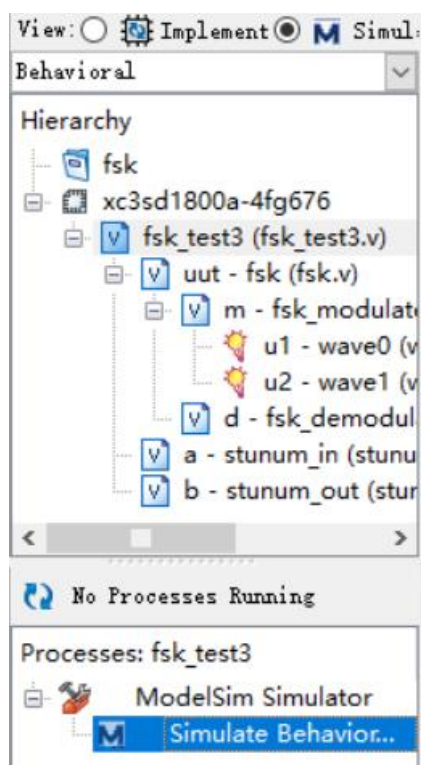 View: Implement Simul
Behavioral
Hierarchy
fsk
xc3sd1800a-4fg676
fsk_test3 (fsk_test3.v)
uut - fsk (fsk.v)
m - fsk_modulat
u1 - wave0 (v
u2 - wave1 (v
d - fsk_demodul
a - stunum_in (stunu
b - stunum_out (stur
No Processes Running
Processes: fsk_test3
ModelSim Simulator
Simulate Behavior...